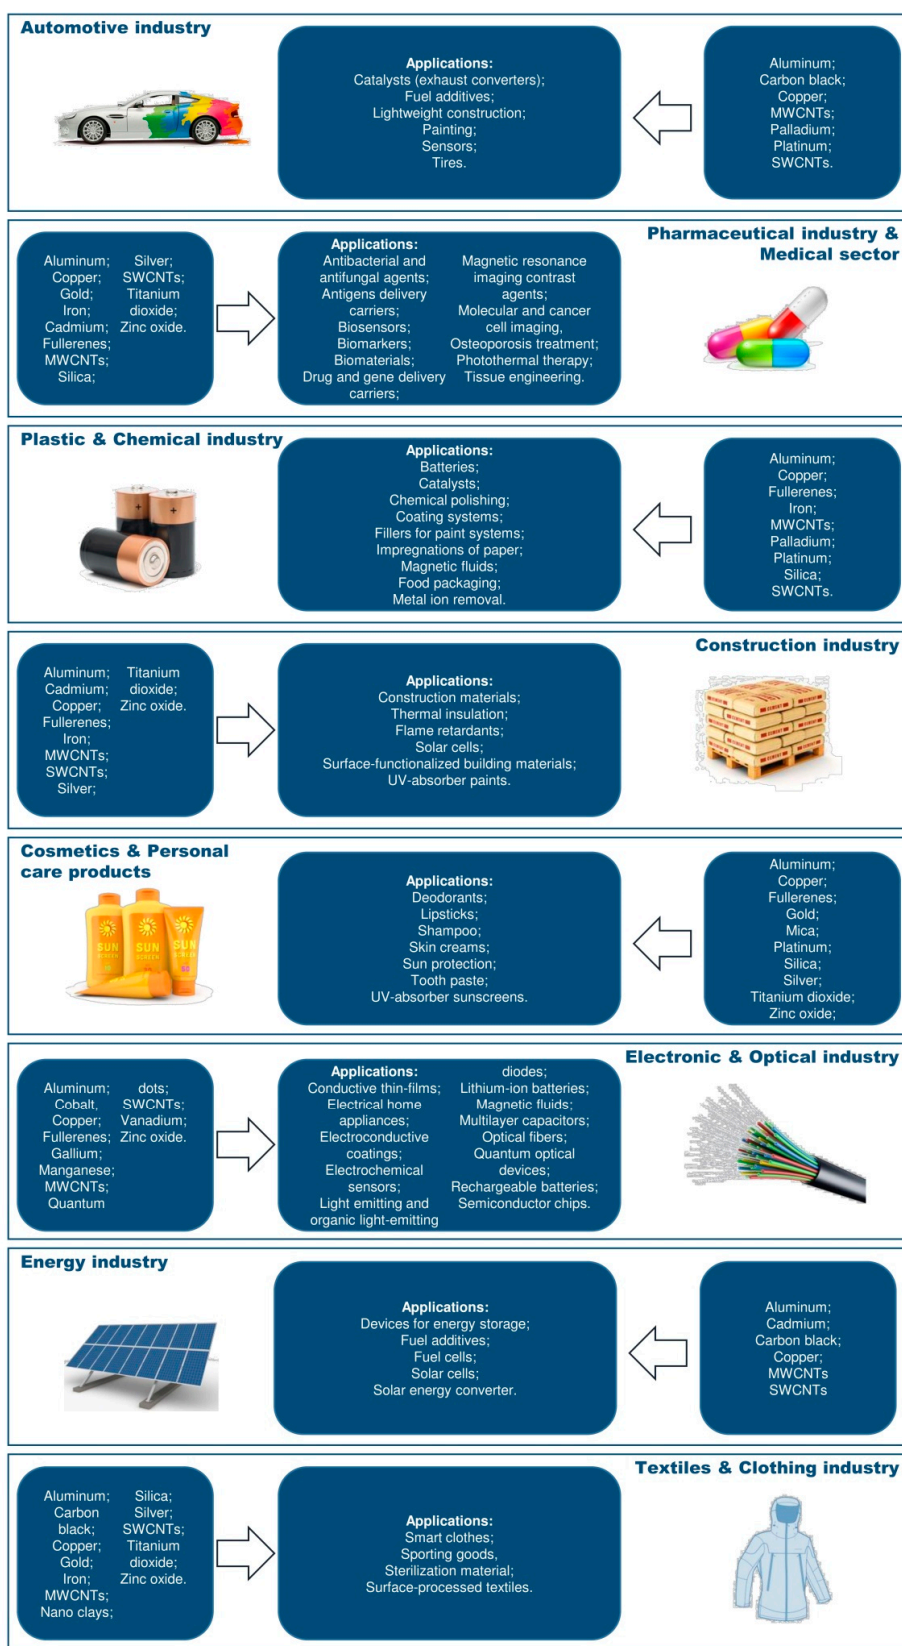 Automotive industry
Applications:
Catalysts (exhaust converters);
Fuel additives;
Lightweight construction;
Painting;
Sensors;
Tires.
Aluminum;
Carbon black;
Copper;
MWCNTs;
Palladium;
Platinum;
SWCNTs.
Pharmaceutical industry &
Medical sector
Aluminum;
Copper;
Gold;
Iron;
Cadmium;
Fullerenes;
MWCNTs;
Silica;
Silver;
SWCNTs;
Titanium
dioxide;
Zinc oxide.
Applications:
Antibacterial and
antifungal agents;
Antigens delivery
carriers;
Biosensors;
Biomarkers;
Biomaterials;
Drug and gene delivery
carriers;
Magnetic resonance
imaging contrast
agents;
Molecular and cancer
cell imaging,
Osteoporosis treatment;
Photothermal therapy;
Tissue engineering.
Plastic & Chemical industry
Applications:
Batteries;
Catalysts;
Chemical polishing;
Coating systems;
Fillers for paint systems;
Impregnations of paper;
Magnetic fluids;
Food packaging;
Metal ion removal.
Aluminum;
Copper;
Fullerenes;
Iron;
MWCNTs;
Palladium;
Platinum;
Silica;
SWCNTs.
Construction industry
Aluminum;
Cadmium;
Copper;
Fullerenes;
Iron;
MWCNTs;
SWCNTs;
Silver;
Titanium
dioxide;
Zinc oxide.
Applications:
Construction materials;
Thermal insulation;
Flame retardants;
Solar cells;
Surface-functionalized building materials;
UV-absorber paints.
CEMENT
Cosmetics & Personal
care products
SUN
SCREEN
SUN
SCREEN
SUN
SCREEN
Applications:
Deodorants;
Lipsticks;
Shampoo;
Skin creams;
Sun protection;
Tooth paste;
UV-absorber sunscreens.
Aluminum;
Copper;
Fullerenes;
Gold;
Mica;
Platinum;
Silica;
Silver;
Titanium dioxide;
Zinc oxide;
Electronic & Optical industry
Aluminum;
Cobalt,
Copper;
Fullerenes;
Gallium;
Manganese;
MWCNTs;
Quantum
dots;
SWCNTs;
Vanadium;
Zinc oxide.
Applications:
Conductive thin-films;
Electrical home
appliances;
Electroconductive
coatings;
Electrochemical
sensors;
Light emitting and
organic light-emitting
diodes;
Lithium-ion batteries;
Magnetic fluids;
Multilayer capacitors;
Optical fibers;
Quantum optical
devices;
Rechargeable batteries;
Semiconductor chips.
Energy industry
Applications:
Devices for energy storage;
Fuel additives;
Fuel cells;
Solar cells;
Solar energy converter.
Aluminum;
Cadmium;
Carbon black;
Copper;
MWCNTs
SWCNTs
Textiles & Clothing industry
Aluminum;
Carbon
black;
Copper;
Gold;
Iron;
MWCNTs;
Nano clays;
Silica;
Silver;
SWCNTs;
Titanium
dioxide;
Zinc oxide.
Applications:
Smart clothes;
Sporting goods,
Sterilization material;
Surface-processed textiles.